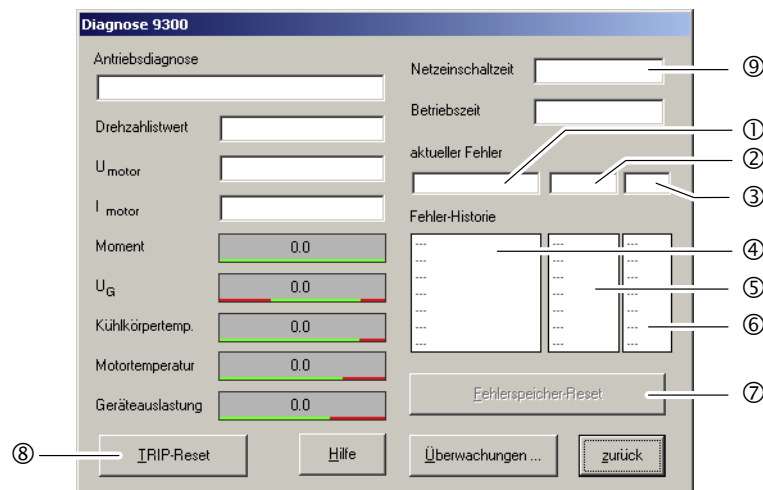 Diagnose 9300
Antriebsdiagnose
Drehzahlistwert
U motor
I motor
Moment 0.0
UG 0.0
Kühlkörpertemp. 0.0
Motortemperatur 0.0
Geräteauslastung 0.0
Netzeinschaltzeit ⑨
Betriebszeit
①
aktueller Fehler ②
③
Fehler-Historie
--- --- --- ④
--- --- ---
--- --- --- ⑤
--- --- ---
--- --- --- ⑥
--- --- ---
--- --- ---
Fehlerspeicher-Reset ⑦
⑧ TRIP-Reset Hilfe Überwachungen ... zurück